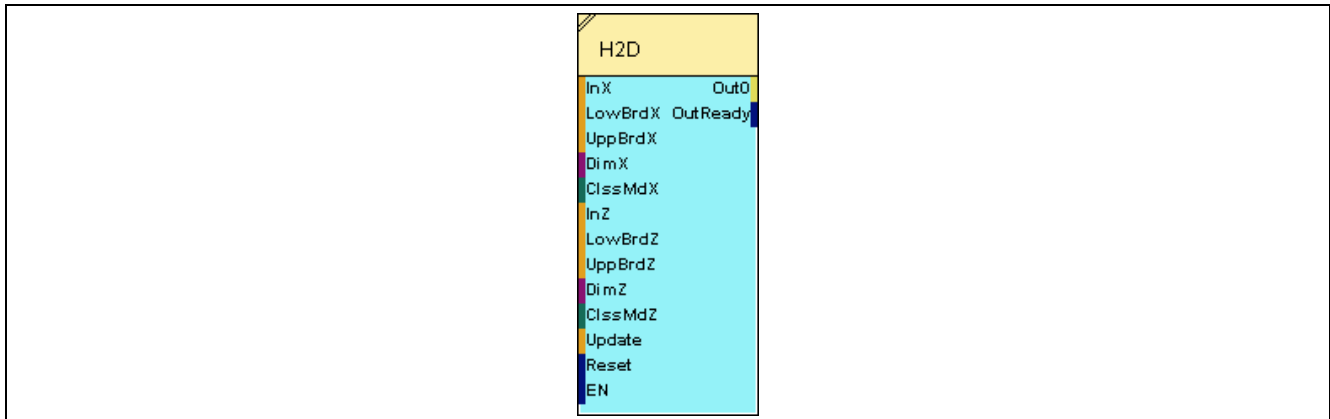 H2D
InX Out0
LowBrdX OutReady
UppBrdX
DimX
ClssMdX
InZ
LowBrdZ
UppBrdZ
DimZ
ClssMdZ
Update
Reset
EN